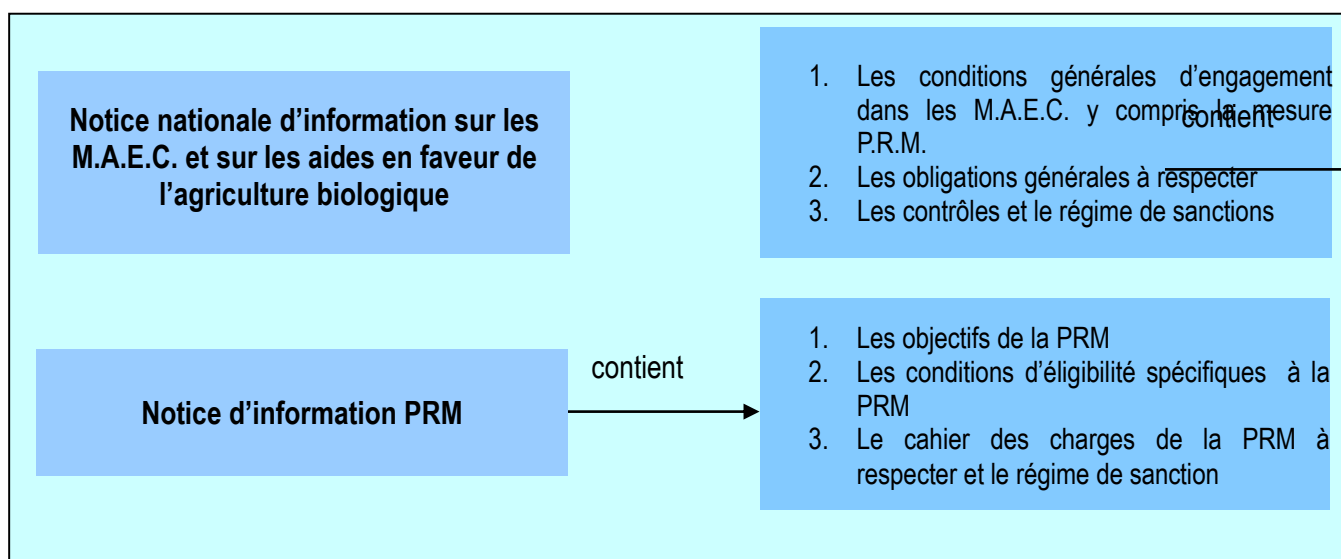 Notice nationale d’information sur les
M.A.E.C. et sur les aides en faveur de
l’agriculture biologique
contient
1. Les conditions générales d’engagement
dans les M.A.E.C. y compris la mesure
P.R.M.
2. Les obligations générales à respecter
3. Les contrôles et le régime de sanctions
Notice d’information PRM
contient
1. Les objectifs de la PRM
2. Les conditions d’éligibilité spécifiques à la
PRM
3. Le cahier des charges de la PRM à
respecter et le régime de sanction